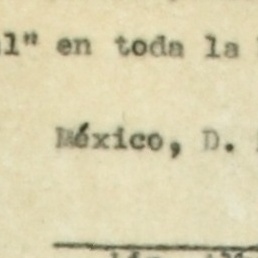 " en toda la
México, D.